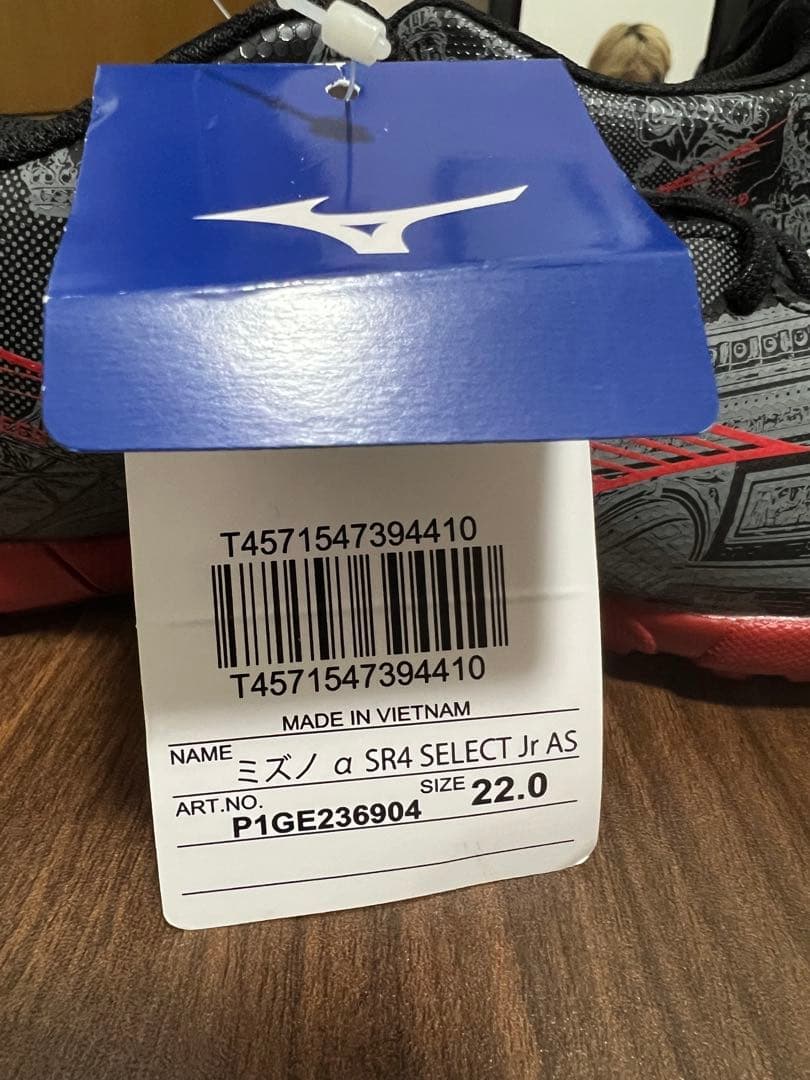 T4571547394410
T4571547394410
MADE IN VIETNAM
NAME ミズノ α SR4 SELECT Jr AS
ART.NO. P1GE236904 SIZE 22.0